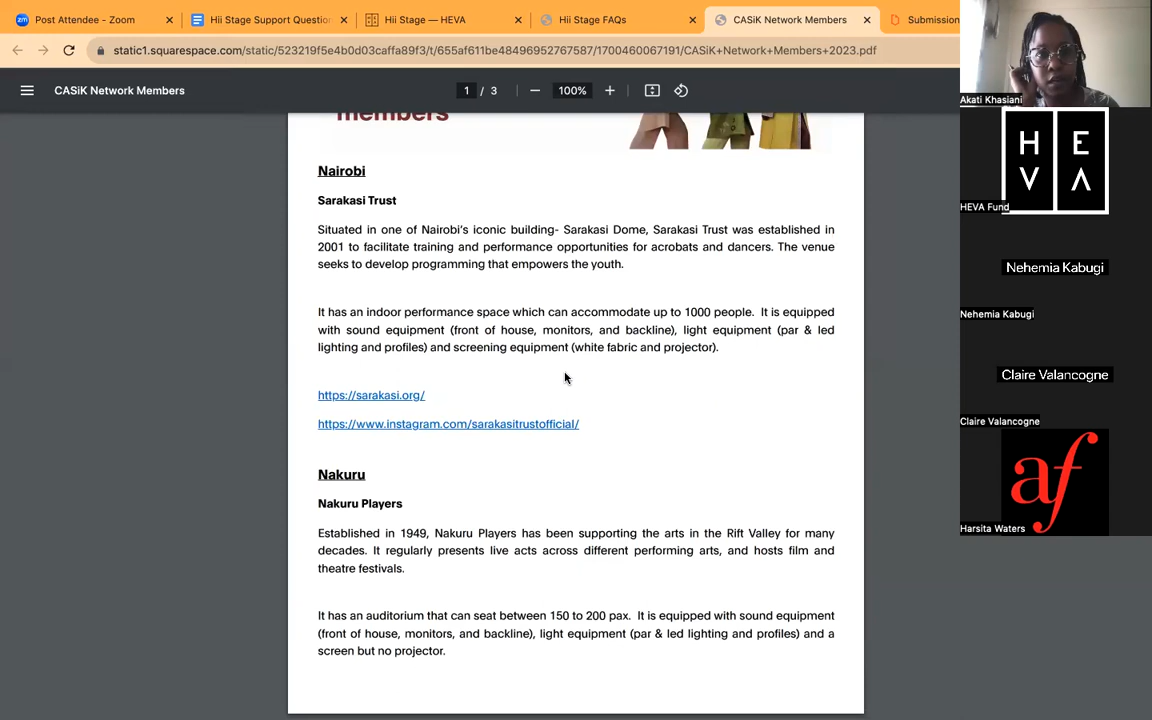 Post Attendee - Zoom
Hii Stage Support Question
Hii Stage — HEVA
Hii Stage FAQs
CASiK Network Members
Submission
static1.squarespace.com/static/523219f5e4b0d03caffa89f3/t/655af611be48496952767587/1700460067191/CASiK+Network+Members+2023.pdf
CASiK Network Members
1 / 3
100%
members
Nairobi
Sarakasi Trust
Situated in one of Nairobi's iconic building- Sarakasi Dome, Sarakasi Trust was established in
2001 to facilitate training and performance opportunities for acrobats and dancers. The venue
seeks to develop programming that empowers the youth.
It has an indoor performance space which can accommodate up to 1000 people. It is equipped
with sound equipment (front of house, monitors, and backline), light equipment (par & led
lighting and profiles) and screening equipment (white fabric and projector).
https://sarakasi.org/
https://www.instagram.com/sarakasitrustofficial/
Nakuru
Nakuru Players
Established in 1949, Nakuru Players has been supporting the arts in the Rift Valley for many
decades. It regularly presents live acts across different performing arts, and hosts film and
theatre festivals.
It has an auditorium that can seat between 150 to 200 pax. It is equipped with sound equipment
(front of house, monitors, and backline), light equipment (par & led lighting and profiles) and a
screen but no projector.
Akati Khasiani
H E
V A
HEVA Fund
Nehemia Kabugi
Nehemia Kabugi
Claire Valancogne
Claire Valancogne
af
Harsita Waters